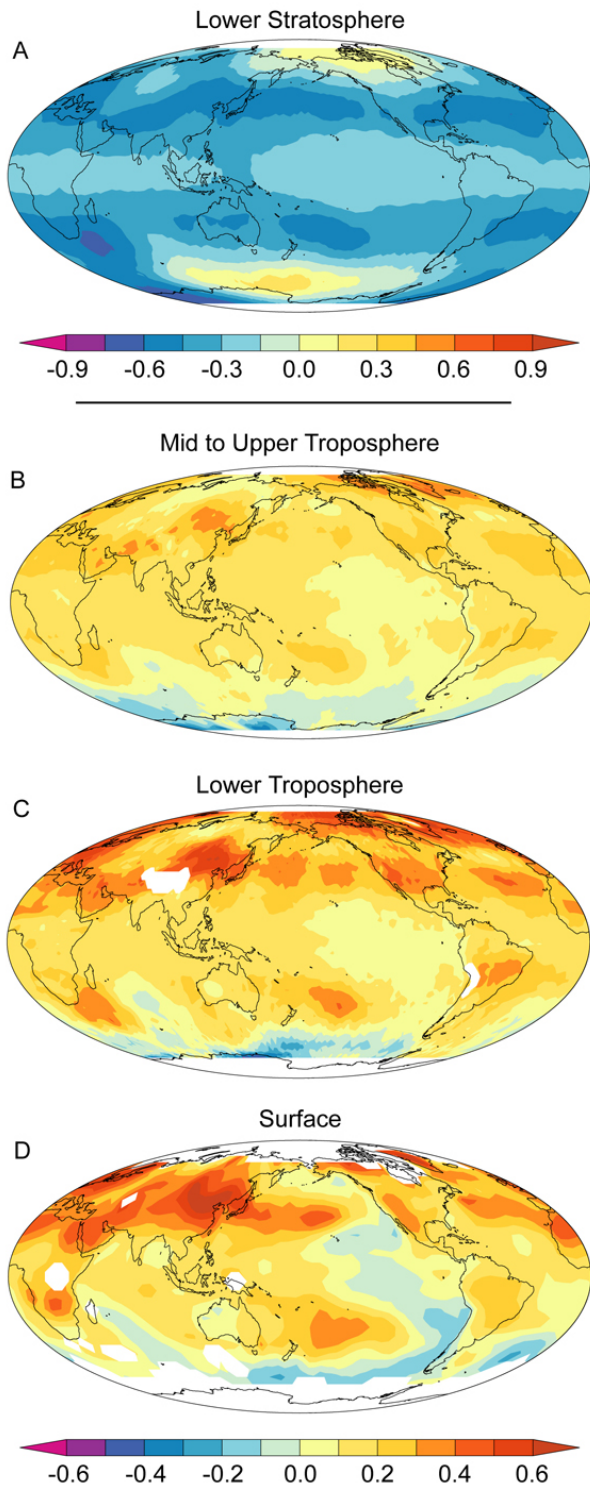 Lower Stratosphere
A
-0.9 -0.6 -0.3 0.0 0.3 0.6 0.9
Mid to Upper Troposphere
B
Lower Troposphere
C
Surface
D
-0.6 -0.4 -0.2 0.0 0.2 0.4 0.6